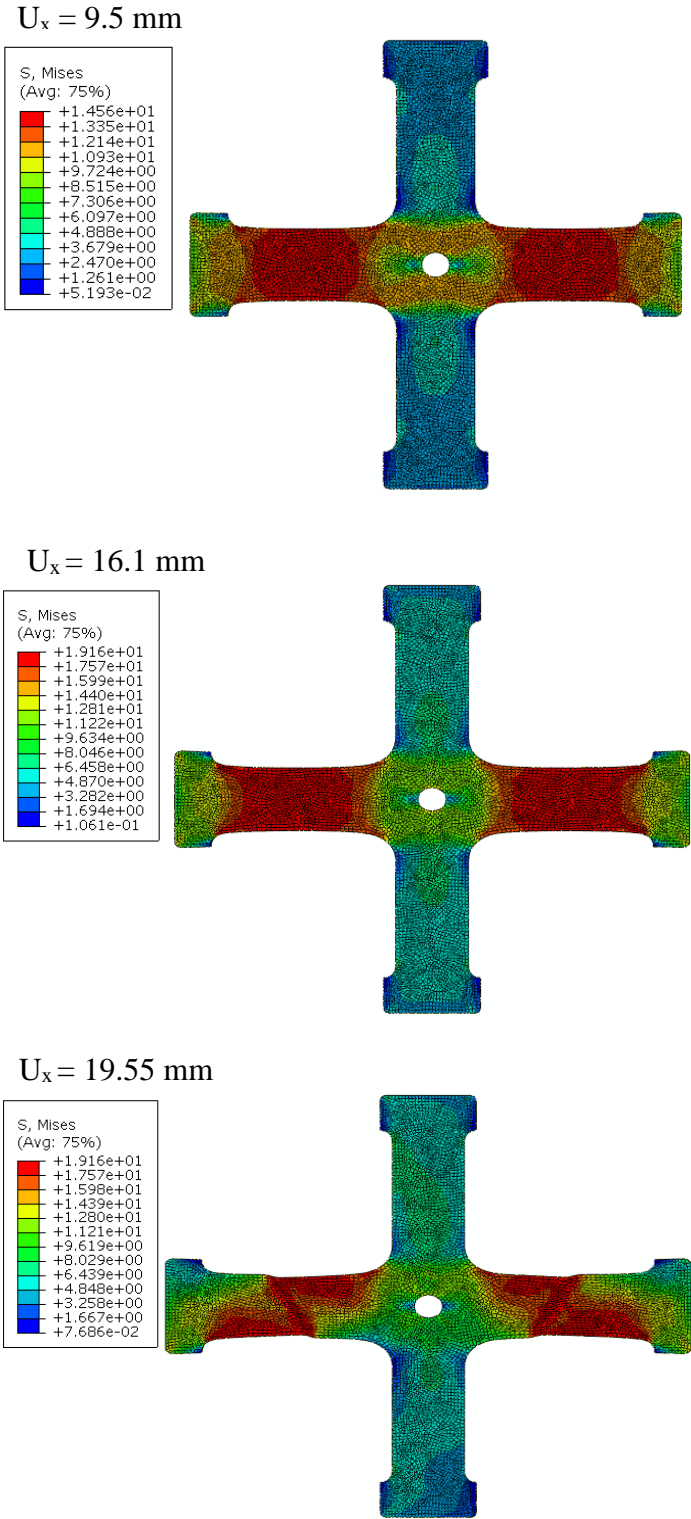 Uₓ = 9.5 mm
S, Mises
(Avg: 75%)
+1.456e+01
+1.335e+01
+1.214e+01
+1.093e+01
+9.724e+00
+8.515e+00
+7.306e+00
+6.097e+00
+4.888e+00
+3.679e+00
+2.470e+00
+1.261e+00
+5.193e-02
Uₓ = 16.1 mm
S, Mises
(Avg: 75%)
+1.916e+01
+1.757e+01
+1.599e+01
+1.440e+01
+1.281e+01
+1.122e+01
+9.634e+00
+8.046e+00
+6.458e+00
+4.870e+00
+3.282e+00
+1.694e+00
+1.061e-01
Uₓ = 19.55 mm
S, Mises
(Avg: 75%)
+1.916e+01
+1.757e+01
+1.598e+01
+1.439e+01
+1.280e+01
+1.121e+01
+9.619e+00
+8.029e+00
+6.439e+00
+4.848e+00
+3.258e+00
+1.667e+00
+7.686e-02